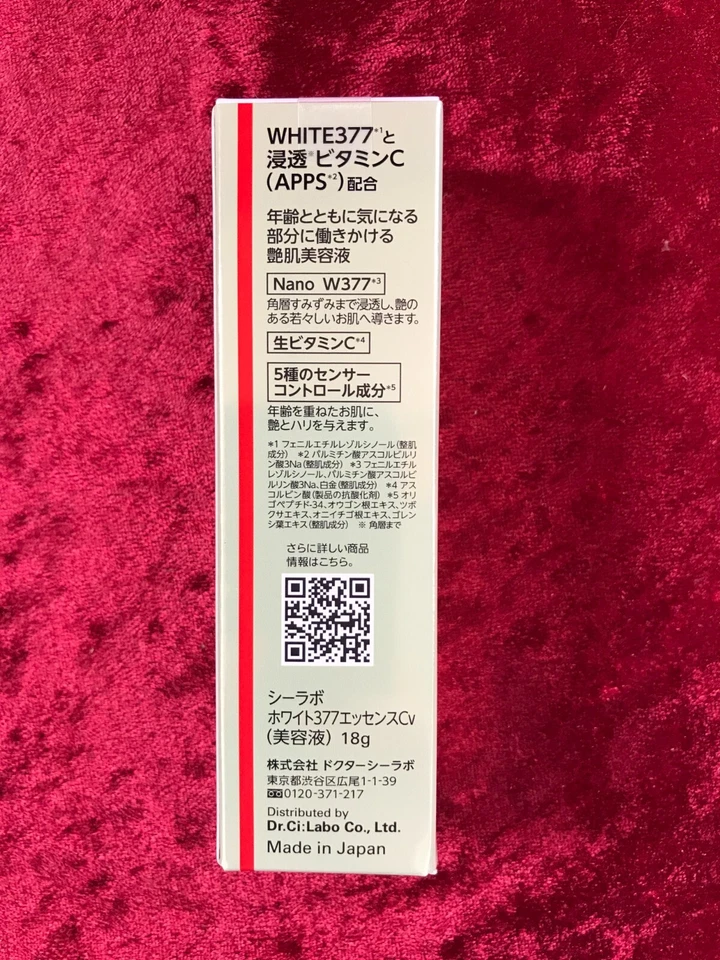 WHITE377*1と
浸透※ビタミンC
(APPS*2)配合
年齢とともに気になる
部分に働きかける
艶肌美容液
Nano W377*3
角層すみずみまで浸透し、艶の
ある若々しいお肌へ導きます。
生ビタミンC*4
5種のセンサー
コントロール成分*5
年齢を重ねたお肌に、
艶とハリを与えます。
*1 フェニルエチルレゾルシノール(整肌
成分) *2 パルミチン酸アスコルビルリ
ン酸3Na(整肌成分) *3 フェニルエチル
レゾルシノール、パルミチン酸アスコルビ
ルリン酸3Na、白金(整肌成分) *4 アス
コルビン酸(製品の抗酸化剤) *5 オリ
ゴペプチド-34、オウゴン根エキス、ツボ
クサエキス、オニイチゴ根エキス、ゴレン
シ葉エキス(整肌成分) ※ 角層まで
さらに詳しい商品
情報はこちら。
シーラボ
ホワイト377エッセンスCv
(美容液) 18g
株式会社 ドクターシーラボ
東京都渋谷区広尾1-1-39
0120-371-217
Distributed by
Dr.Ci:Labo Co., Ltd.
Made in Japan